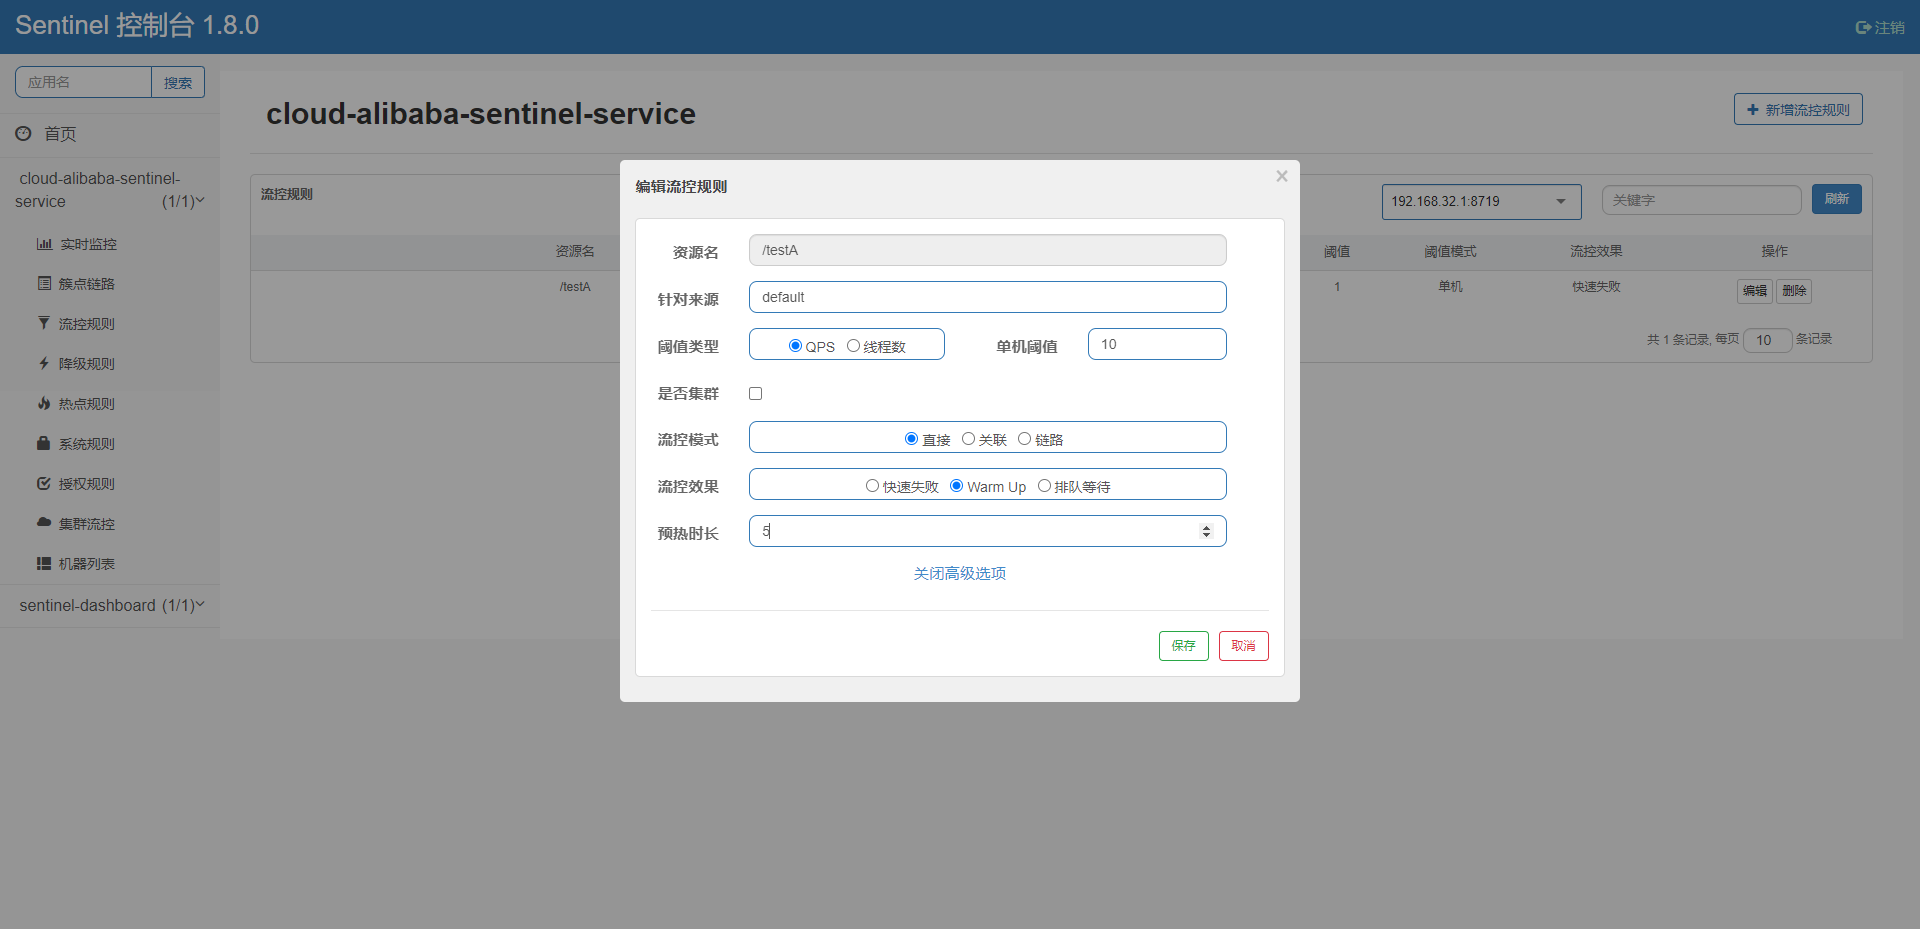 Sentinel 控制台 1.8.0
注销
应用名
搜索
首页
cloud-alibaba-sentinel-
service (1/1)
实时监控
簇点链路
流控规则
降级规则
热点规则
系统规则
授权规则
集群流控
机器列表
sentinel-dashboard (1/1)
cloud-alibaba-sentinel-service
新增流控规则
流控规则
192.168.32.1:8719
关键字
刷新
资源名
阈值
阈值模式
流控效果
操作
/testA
1
单机
快速失败
编辑
删除
共 1 条记录, 每页 10 条记录
编辑流控规则
×
资源名
/testA
针对来源
default
阈值类型
QPS 线程数
单机阈值
10
是否集群
流控模式
直接 关联 链路
流控效果
快速失败 Warm Up 排队等待
预热时长
5
关闭高级选项
保存
取消